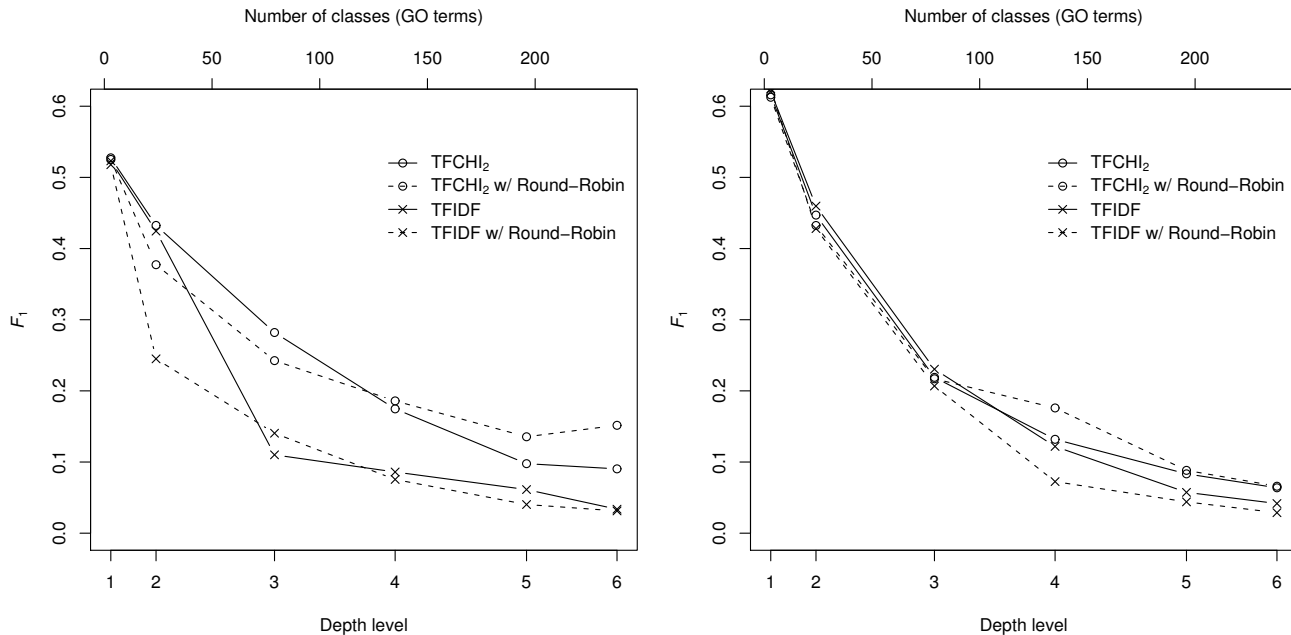 Number of classes (GO terms)
0 50 100 150 200
0.6
0.5
0.4
0.3
0.2
0.1
0.0
F1
TFCHI2
TFCHI2 w/ Round−Robin
TFIDF
TFIDF w/ Round−Robin
1 2 3 4 5 6
Depth level
Number of classes (GO terms)
0 50 100 150 200
0.6
0.5
0.4
0.3
0.2
0.1
0.0
F1
TFCHI2
TFCHI2 w/ Round−Robin
TFIDF
TFIDF w/ Round−Robin
1 2 3 4 5 6
Depth level